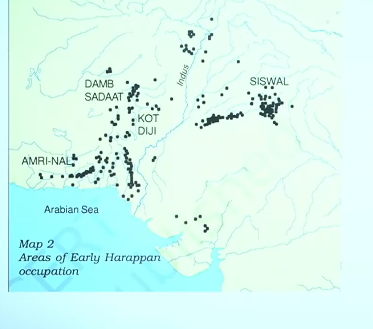 Indus
SISWAL
DAMB
SADAAT
KOT
DIJI
AMRI-NAL
Arabian Sea
Map 2
Areas of Early Harappan
occupation